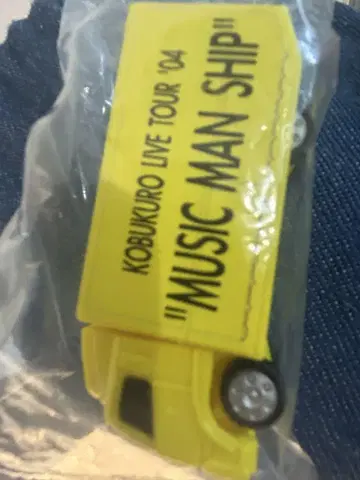 KOBUKURO LIVE TOUR '04
"MUSIC MAN SHIP"